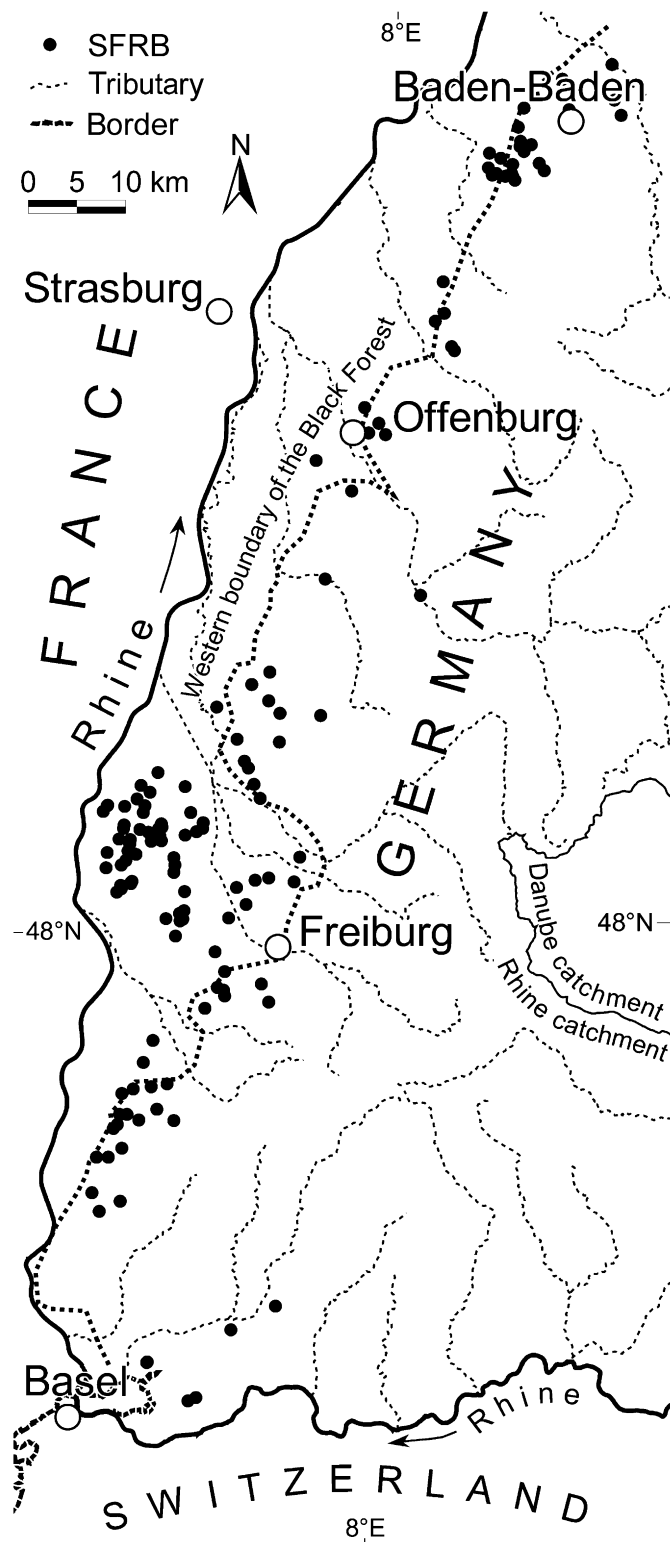 8°E
SFRB
Tributary
Border
Baden-Baden
N
0 5 10 km
Strasburg
FRANCE
Western boundary of the Black Forest
Offenburg
GERMANY
Rhine
48°N
Freiburg
48°N
Danube catchment
Rhine catchment
Basel
Rhine
SWITZERLAND
8°E